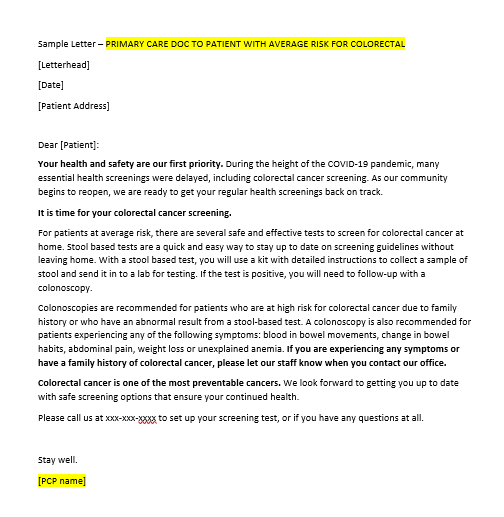 Sample Letter – PRIMARY CARE DOC TO PATIENT WITH AVERAGE RISK FOR COLORECTAL
[Letterhead]
[Date]
[Patient Address]
Dear [Patient]:
Your health and safety are our first priority. During the height of the COVID-19 pandemic, many
essential health screenings were delayed, including colorectal cancer screening. As our community
begins to reopen, we are ready to get your regular health screenings back on track.
It is time for your colorectal cancer screening.
For patients at average risk, there are several safe and effective tests to screen for colorectal cancer at
home. Stool based tests are a quick and easy way to stay up to date on screening guidelines without
leaving home. With a stool based test, you will use a kit with detailed instructions to collect a sample of
stool and send it in to a lab for testing. If the test is positive, you will need to follow-up with a
colonoscopy.
Colonoscopies are recommended for patients who are at high risk for colorectal cancer due to family
history or who have an abnormal result from a stool-based test. A colonoscopy is also recommended for
patients experiencing any of the following symptoms: blood in bowel movements, change in bowel
habits, abdominal pain, weight loss or unexplained anemia. If you are experiencing any symptoms or
have a family history of colorectal cancer, please let our staff know when you contact our office.
Colorectal cancer is one of the most preventable cancers. We look forward to getting you up to date
with safe screening options that ensure your continued health.
Please call us at xxx-xxx-xxxx to set up your screening test, or if you have any questions at all.
Stay well.
[PCP name]